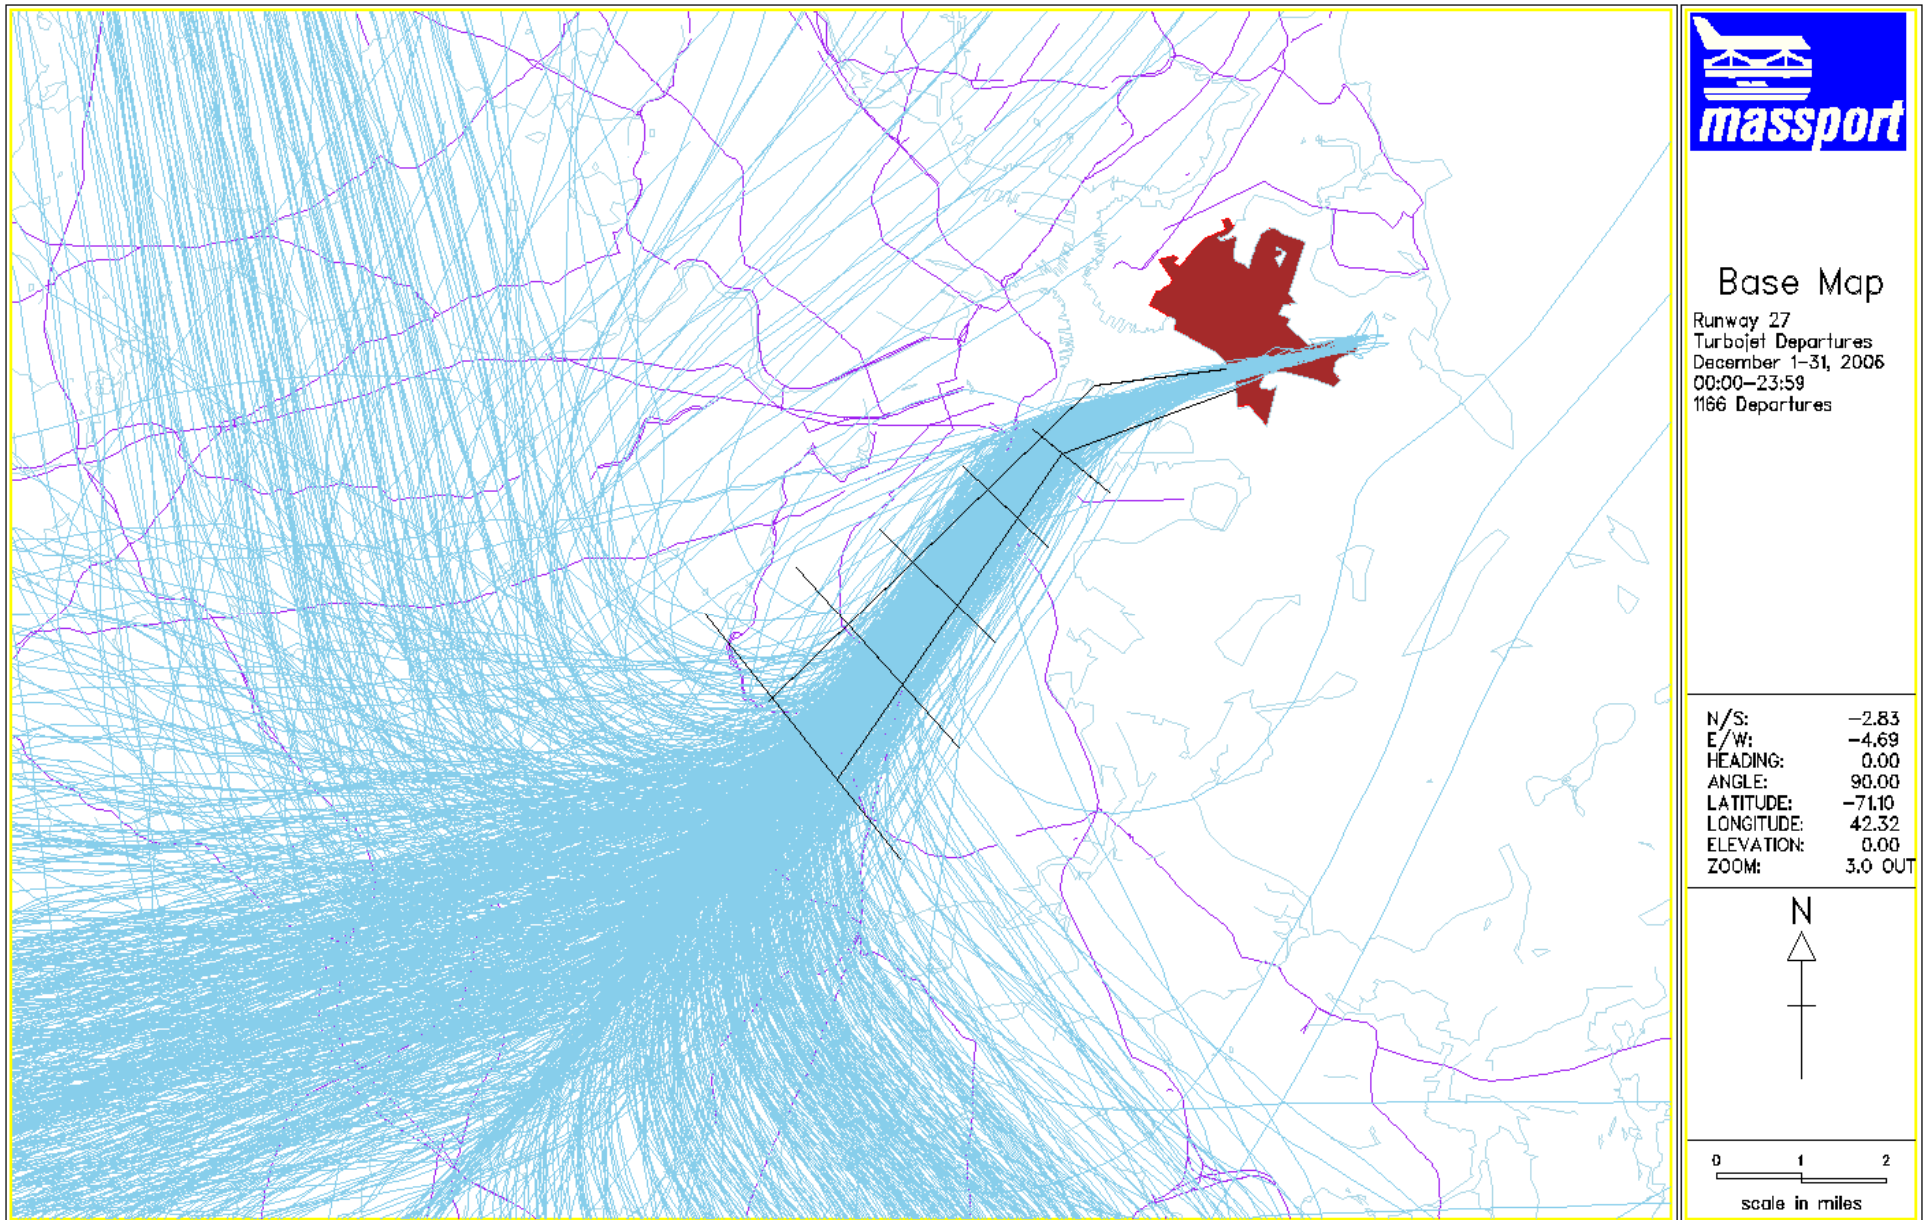 massport
Base Map
Runway 27
Turbojet Departures
December 1-31, 2006
00:00-23:59
1166 Departures
N/S: -2.83
E/W: -4.69
HEADING: 0.00
ANGLE: 90.00
LATITUDE: -71.10
LONGITUDE: 42.32
ELEVATION: 0.00
ZOOM: 3.0 OUT
N
0 1 2
scale in miles